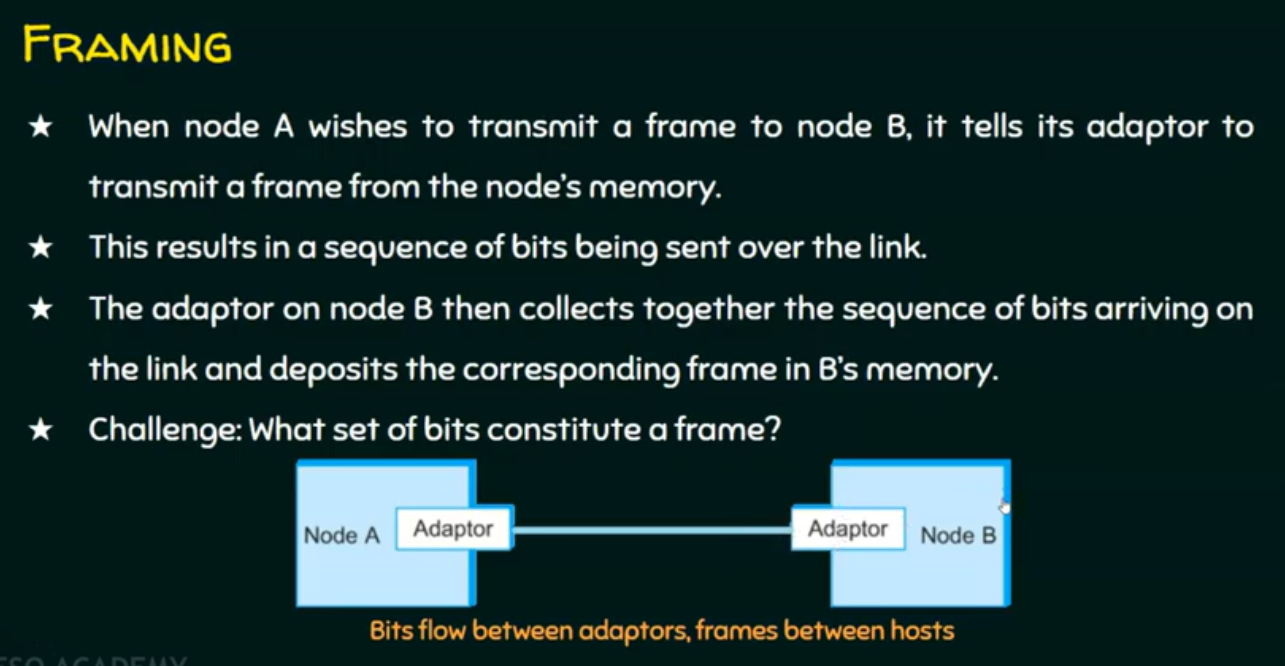 FRAMING
★ When node A wishes to transmit a frame to node B, it tells its adaptor to
transmit a frame from the node's memory.
★ This results in a sequence of bits being sent over the link.
★ The adaptor on node B then collects together the sequence of bits arriving on
the link and deposits the corresponding frame in B's memory.
★ Challenge: What set of bits constitute a frame?
Node A
Adaptor
Adaptor
Node B
Bits flow between adaptors, frames between hosts
ESO ACADEMY